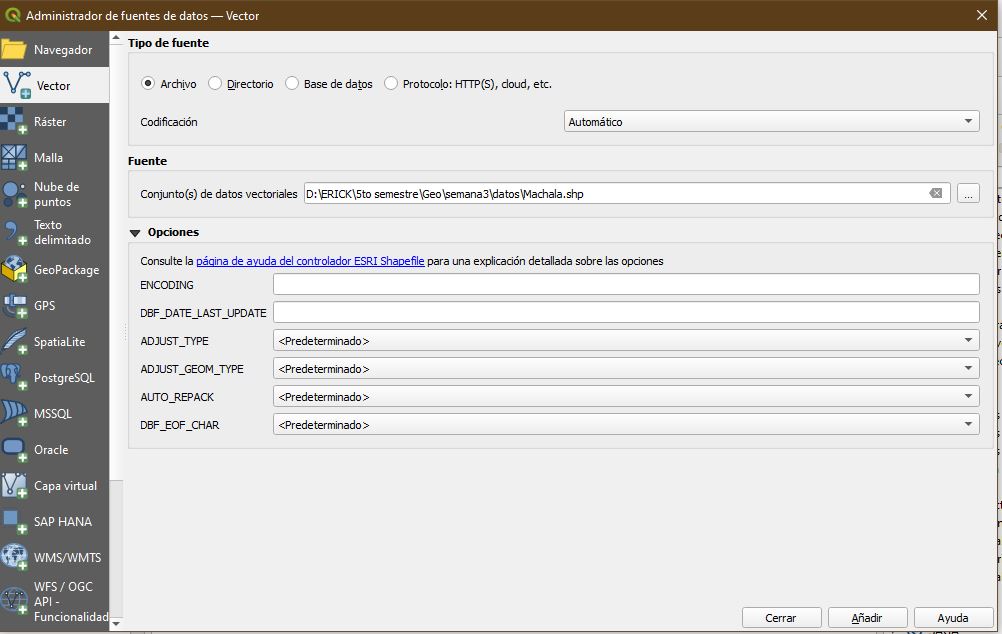 Administrador de fuentes de datos — Vector
Navegador
Vector
Ráster
Malla
Nube de
puntos
Texto
delimitado
GeoPackage
GPS
SpatiaLite
PostgreSQL
MSSQL
Oracle
Capa virtual
SAP HANA
WMS/WMTS
WFS / OGC
API -
Funcionalidad
Tipo de fuente
Archivo Directorio Base de datos Protocolo: HTTP(S), cloud, etc.
Codificación Automático
Fuente
Conjunto(s) de datos vectoriales D:\ERICK\5to semestre\Geo\semana3\datos\Machala.shp ...
Opciones
Consulte la página de ayuda del controlador ESRI Shapefile para una explicación detallada sobre las opciones
ENCODING
DBF_DATE_LAST_UPDATE
ADJUST_TYPE <Predeterminado>
ADJUST_GEOM_TYPE <Predeterminado>
AUTO_REPACK <Predeterminado>
DBF_EOF_CHAR <Predeterminado>
Cerrar Añadir Ayuda